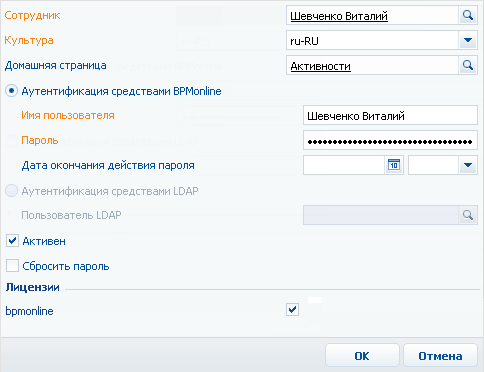 Сотрудник Шевченко Виталий
Культура ru-RU
Домашняя страница Активности
Аутентификация средствами BPMonline
Имя пользователя Шевченко Виталий
Пароль ••••••••••••••••••••••••••••••••
Дата окончания действия пароля 10
Аутентификация средствами LDAP
Пользователь LDAP
Активен
Сбросить пароль
Лицензии
bpmonline
OK Отмена